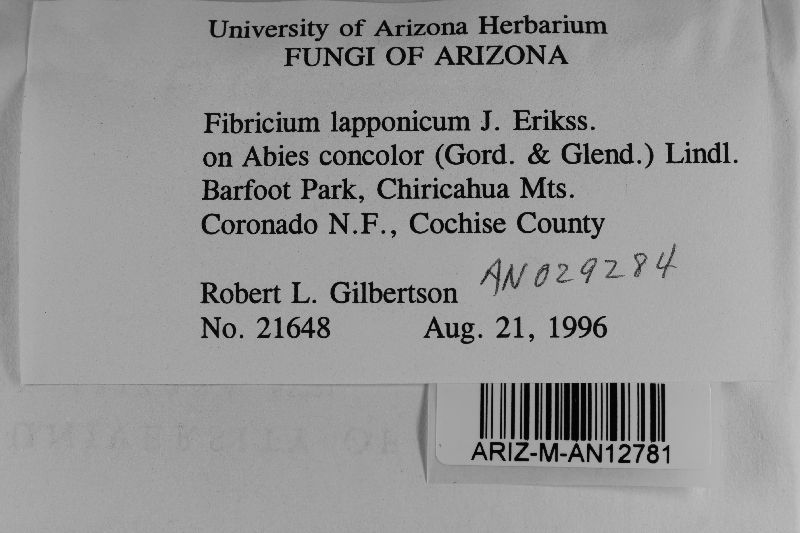 University of Arizona Herbarium
FUNGI OF ARIZONA
Fibricium lapponicum J. Erikss.
on Abies concolor (Gord. & Glend.) Lindl.
Barfoot Park, Chiricahua Mts.
Coronado N.F., Cochise County
AN029284
Robert L. Gilbertson
No. 21648 Aug. 21, 1996
ARIZ-M-AN12781